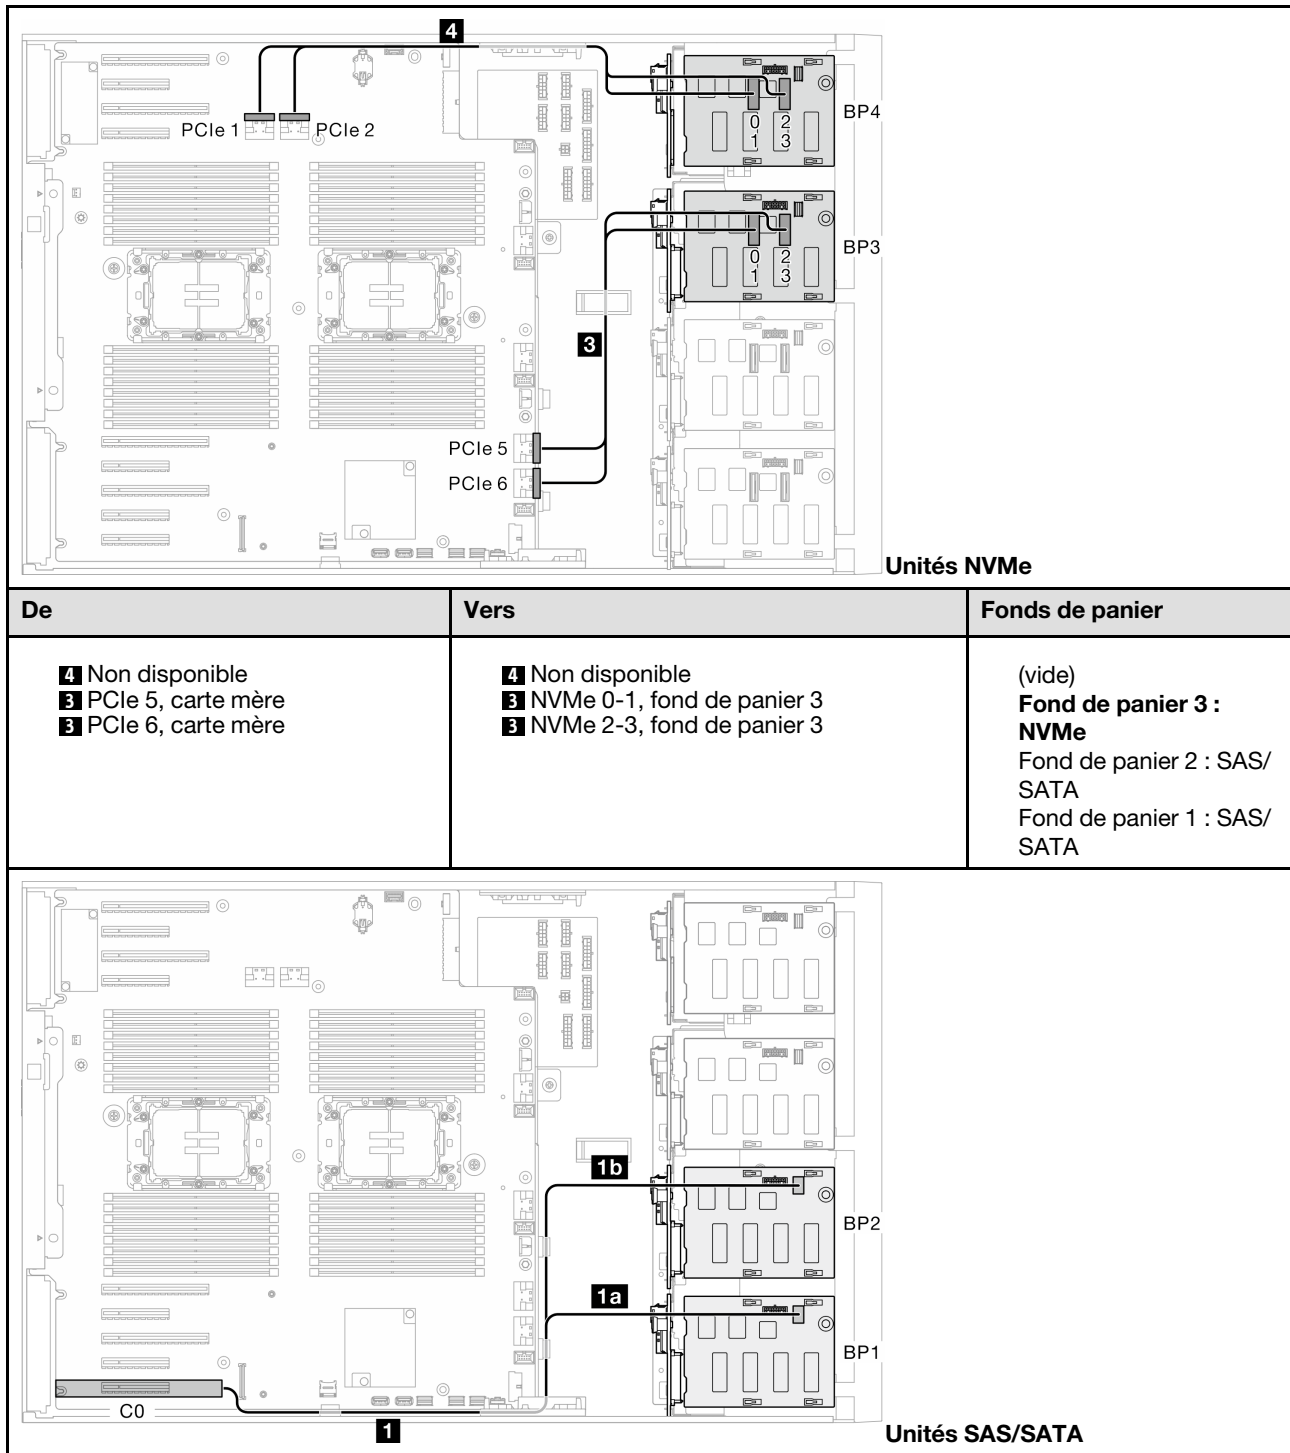 4
PCIe 1
PCIe 2
0 2
1 3
BP4
0 2
1 3
BP3
3
PCIe 5
PCIe 6
Unités NVMe
De
Vers
Fonds de panier
4 Non disponible
3 PCIe 5, carte mère
3 PCIe 6, carte mère
4 Non disponible
3 NVMe 0-1, fond de panier 3
3 NVMe 2-3, fond de panier 3
(vide)
Fond de panier 3 :
NVMe
Fond de panier 2 : SAS/
SATA
Fond de panier 1 : SAS/
SATA
1b
BP2
1a
BP1
C0
1
Unités SAS/SATA